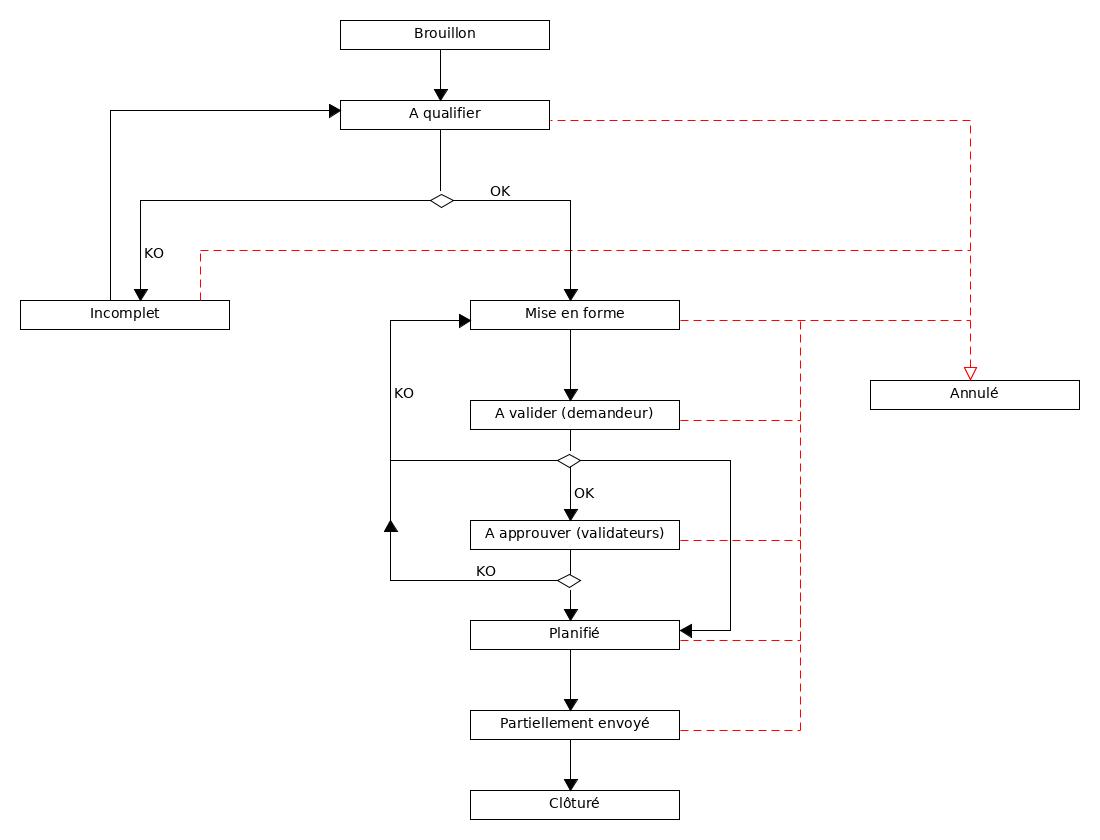 Brouillon
A qualifier
OK
KO
Incomplet
Mise en forme
KO
Annulé
A valider (demandeur)
OK
A approuver (validateurs)
KO
Planifié
Partiellement envoyé
Clôturé